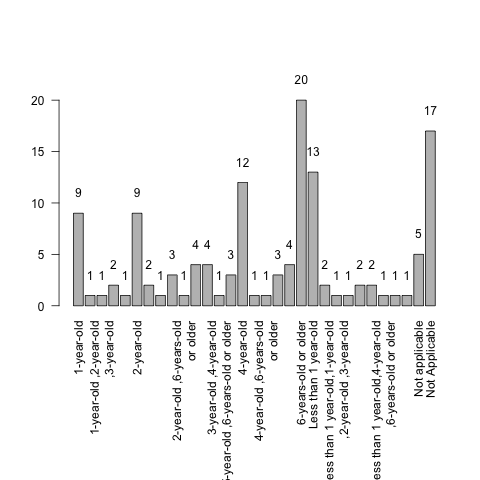 20
15
10
5
0
9
1
1
2
1
9
2
1
3
1
4
4
1
3
12
1
1
3
4
20
13
2
1
1
2
2
1
1
1
5
17
1-year-old
1-year-old ,2-year-old
,3-year-old
2-year-old
2-year-old ,6-years-old
or older
3-year-old ,4-year-old
-year-old ,6-years-old or older
4-year-old
4-year-old ,6-years-old
or older
6-years-old or older
Less than 1 year-old
ess than 1 year-old,1-year-old
,2-year-old ,3-year-old
ess than 1 year-old,4-year-old
,6-years-old or older
Not applicable
Not Applicable